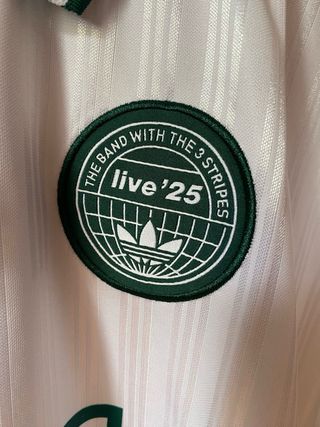 THE BAND WITH THE 3 STRIPES
live '25